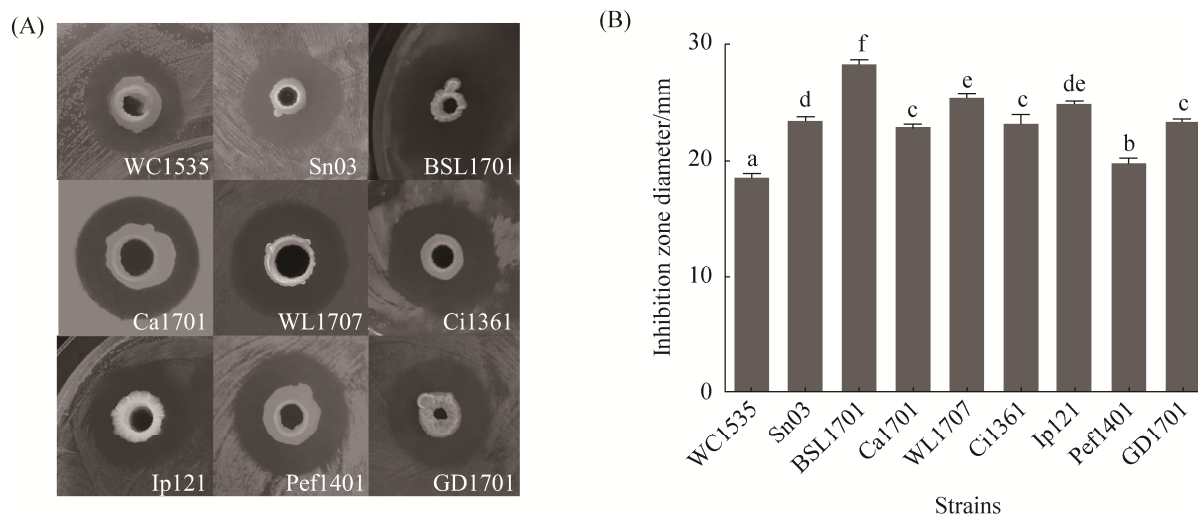 (A)
WC1535 Sn03 BSL1701
Ca1701 WL1707 Ci1361
Ip121 Pef1401 GD1701
(B)
Inhibition zone diameter/mm
30
20
10
0
a d f c e c de b c
WC1535 Sn03 BSL1701 Ca1701 WL1707 Ci1361 Ip121 Pef1401 GD1701
Strains